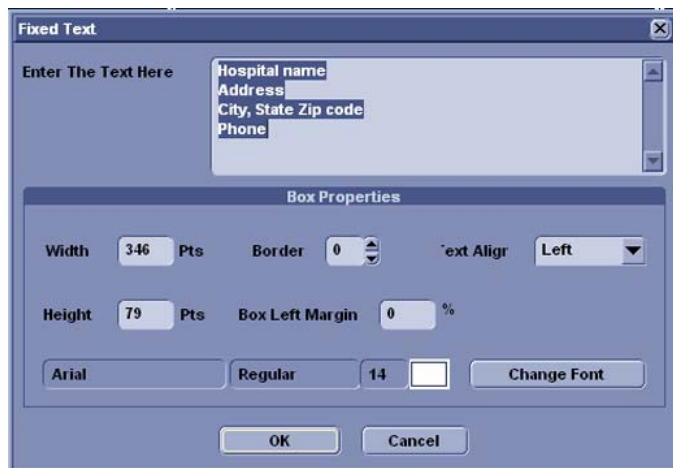 Fixed Text
Enter The Text Here
Hospital name
Address
City, State Zip code
Phone
Box Properties
Width 346 Pts Border 0 ext Aligr Left
Height 79 Pts Box Left Margin 0 %
Arial Regular 14 Change Font
OK Cancel